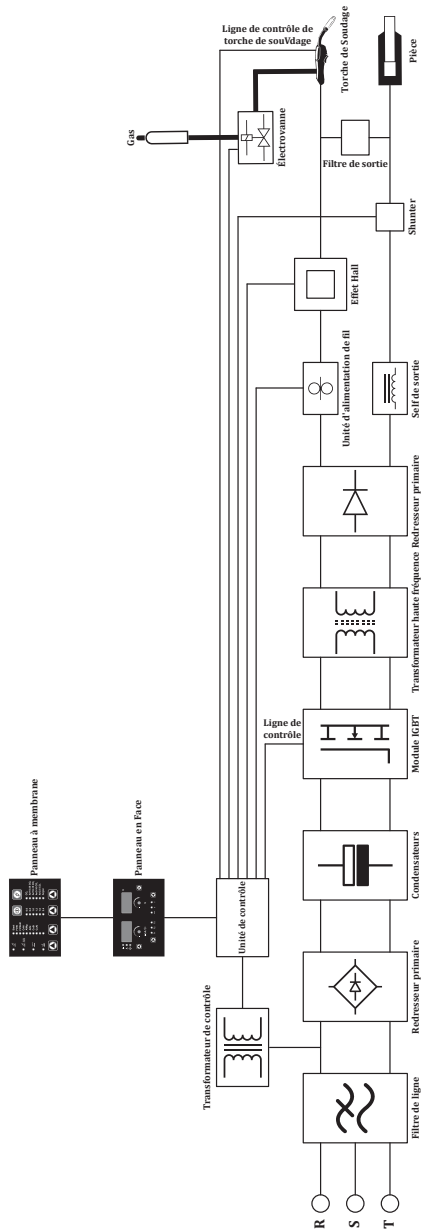 Panneau à membrane
Panneau en Face
Ligne de contrôle de
torche de souVdage
Gas
Électrovanne
Torche de Soudage
Filtre de sortie
Pièce
Shunter
Effet Hall
Unité d'alimentation de fil
Self de sortie
Redresseur primaire
Transformateur haute fréquence
Ligne de
contrôle
Module IGBT
Condensateurs
Unité de contrôle
Transformateur de contrôle
Redresseur primaire
Filtre de ligne
R
S
T